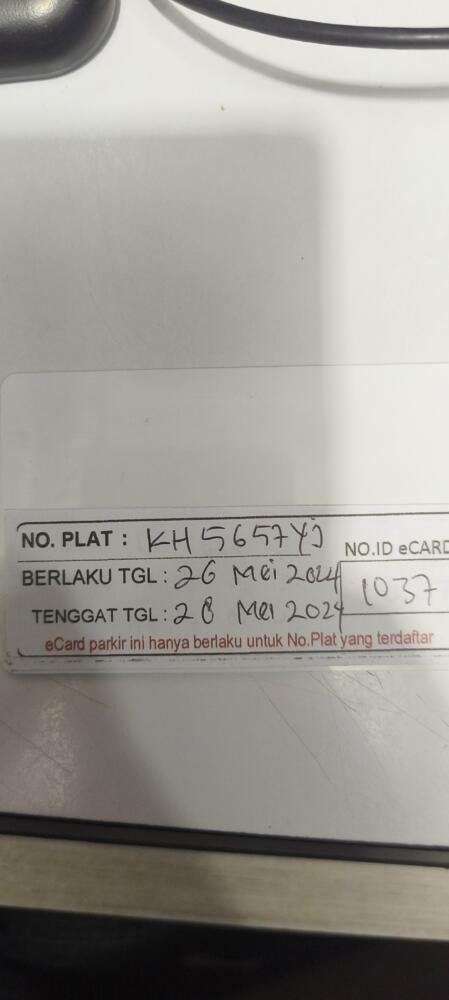 NO. PLAT : KH 5657 YJ
NO.ID eCARD
BERLAKU TGL : 26 Mei 2024
1037
TENGGAT TGL : 28 Mei 2024
eCard parkir ini hanya berlaku untuk No.Plat yang terdaftar